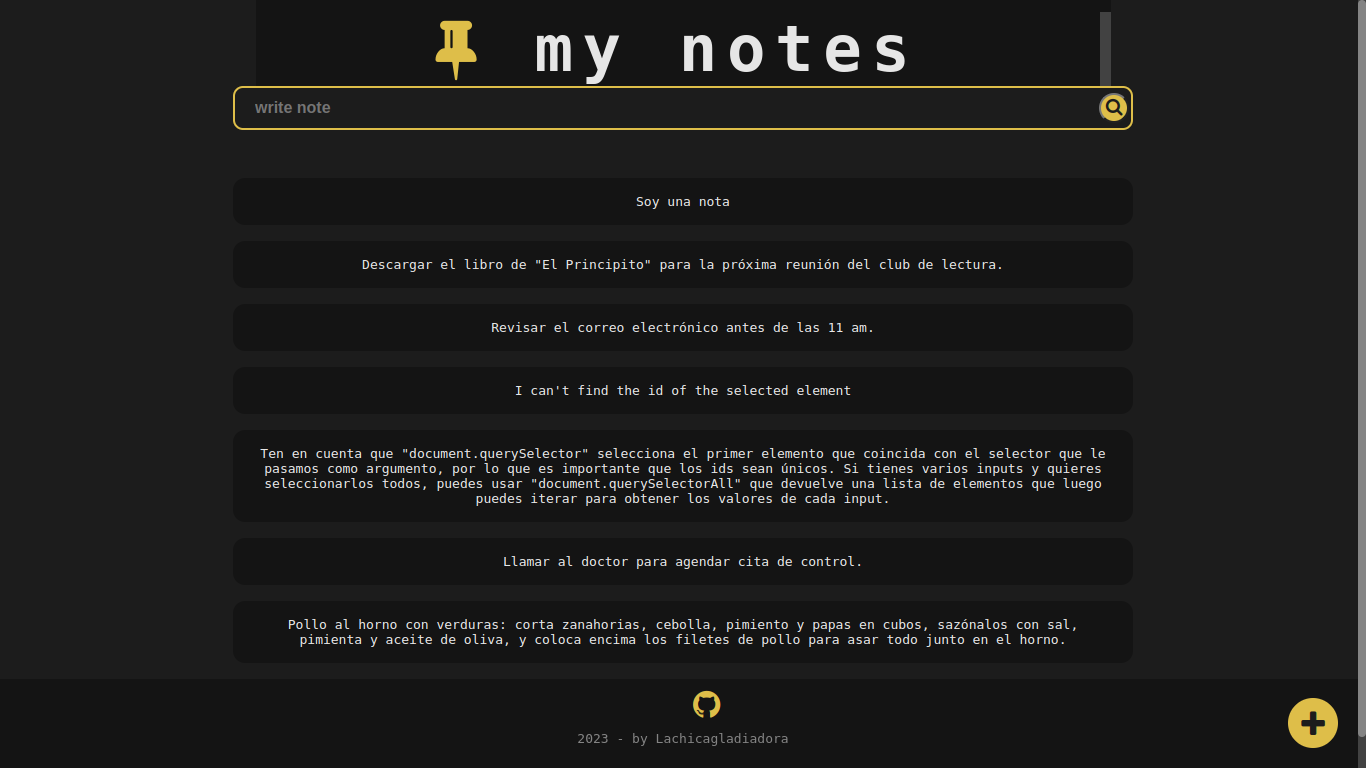 my notes
write note
Soy una nota
Descargar el libro de "El Principito" para la próxima reunión del club de lectura.
Revisar el correo electrónico antes de las 11 am.
I can't find the id of the selected element
Ten en cuenta que "document.querySelector" selecciona el primer elemento que coincida con el selector que le
pasamos como argumento, por lo que es importante que los ids sean únicos. Si tienes varios inputs y quieres
seleccionarlos todos, puedes usar "document.querySelectorAll" que devuelve una lista de elementos que luego
puedes iterar para obtener los valores de cada input.
Llamar al doctor para agendar cita de control.
Pollo al horno con verduras: corta zanahorias, cebolla, pimiento y papas en cubos, sazónalos con sal,
pimienta y aceite de oliva, y coloca encima los filetes de pollo para asar todo junto en el horno.
2023 - by Lachicagladiadora